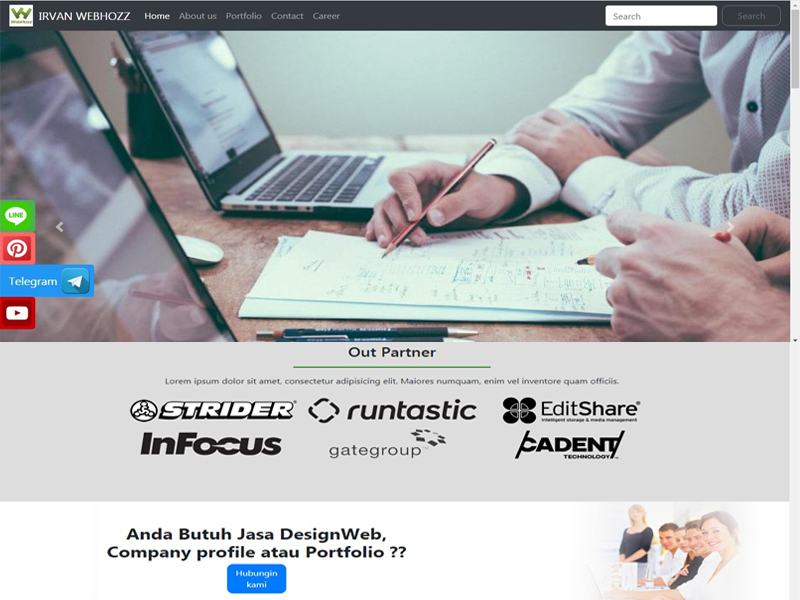 IRVAN WEBHOZZ Home About us Portfolio Contact Career Search Search
LINE
Telegram
Out Partner
Lorem ipsum dolor sit amet, consectetur adipisicing elit. Maiores numquam, enim vel inventore quam officiis.
STRIDER runtastic EditShare
Intelligent storage & media management
InFocus gategroup CADENT
TECHNOLOGY
Anda Butuh Jasa DesignWeb,
Company profile atau Portfolio ??
Hubungin
kami